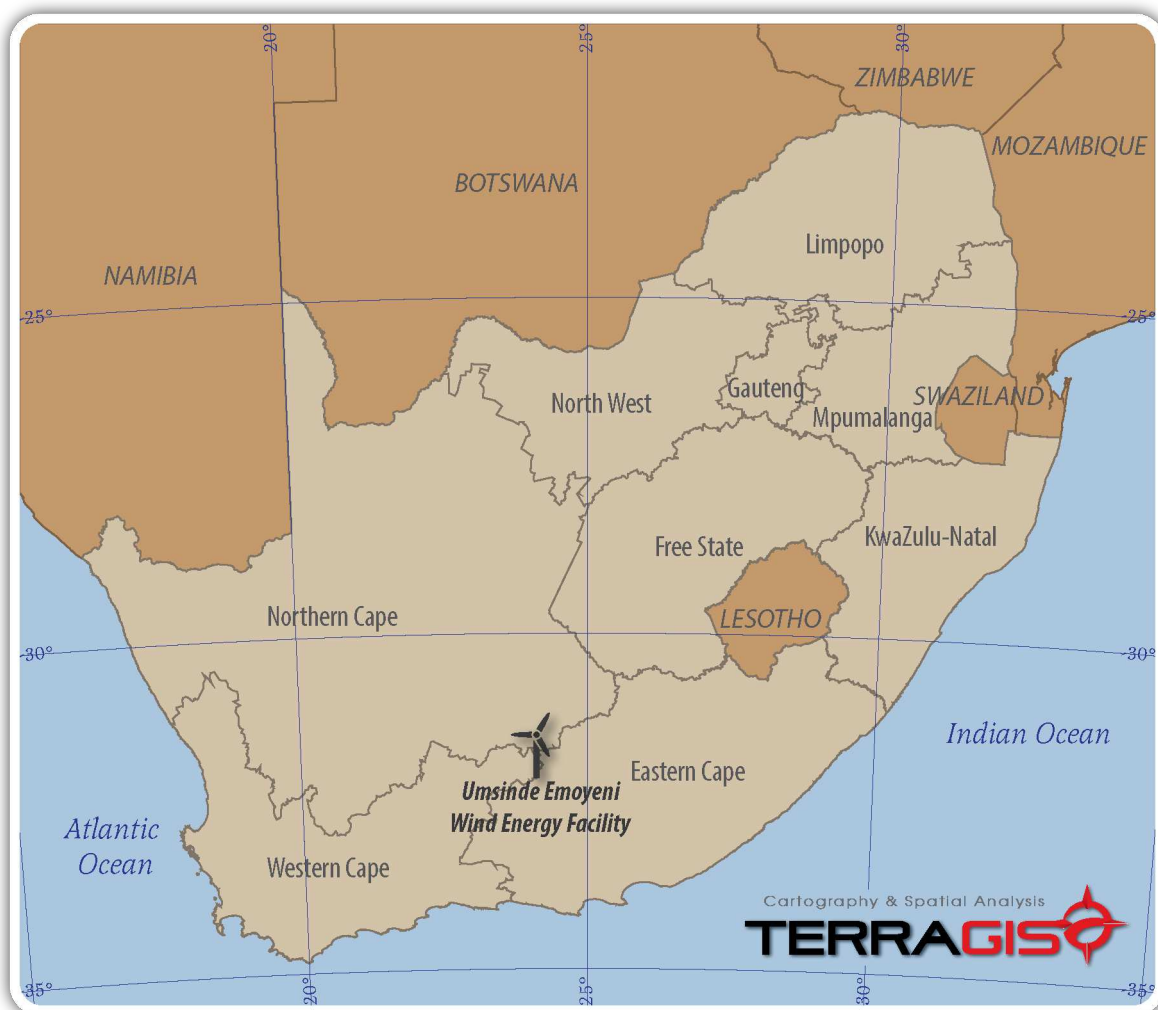 20°
25°
30°
ZIMBABWE
MOZAMBIQUE
BOTSWANA
Limpopo
NAMIBIA
-25°
-25°
North West
Gauteng
SWAZILAND
Mpumalanga
Free State
KwaZulu-Natal
Northern Cape
LESOTHO
-30°
-30°
Indian Ocean
Eastern Cape
Umsinde Emoyeni
Wind Energy Facility
Atlantic
Ocean
Western Cape
Cartography & Spatial Analysis
TERRAGIS
-35°
20°
25°
30°
-35°